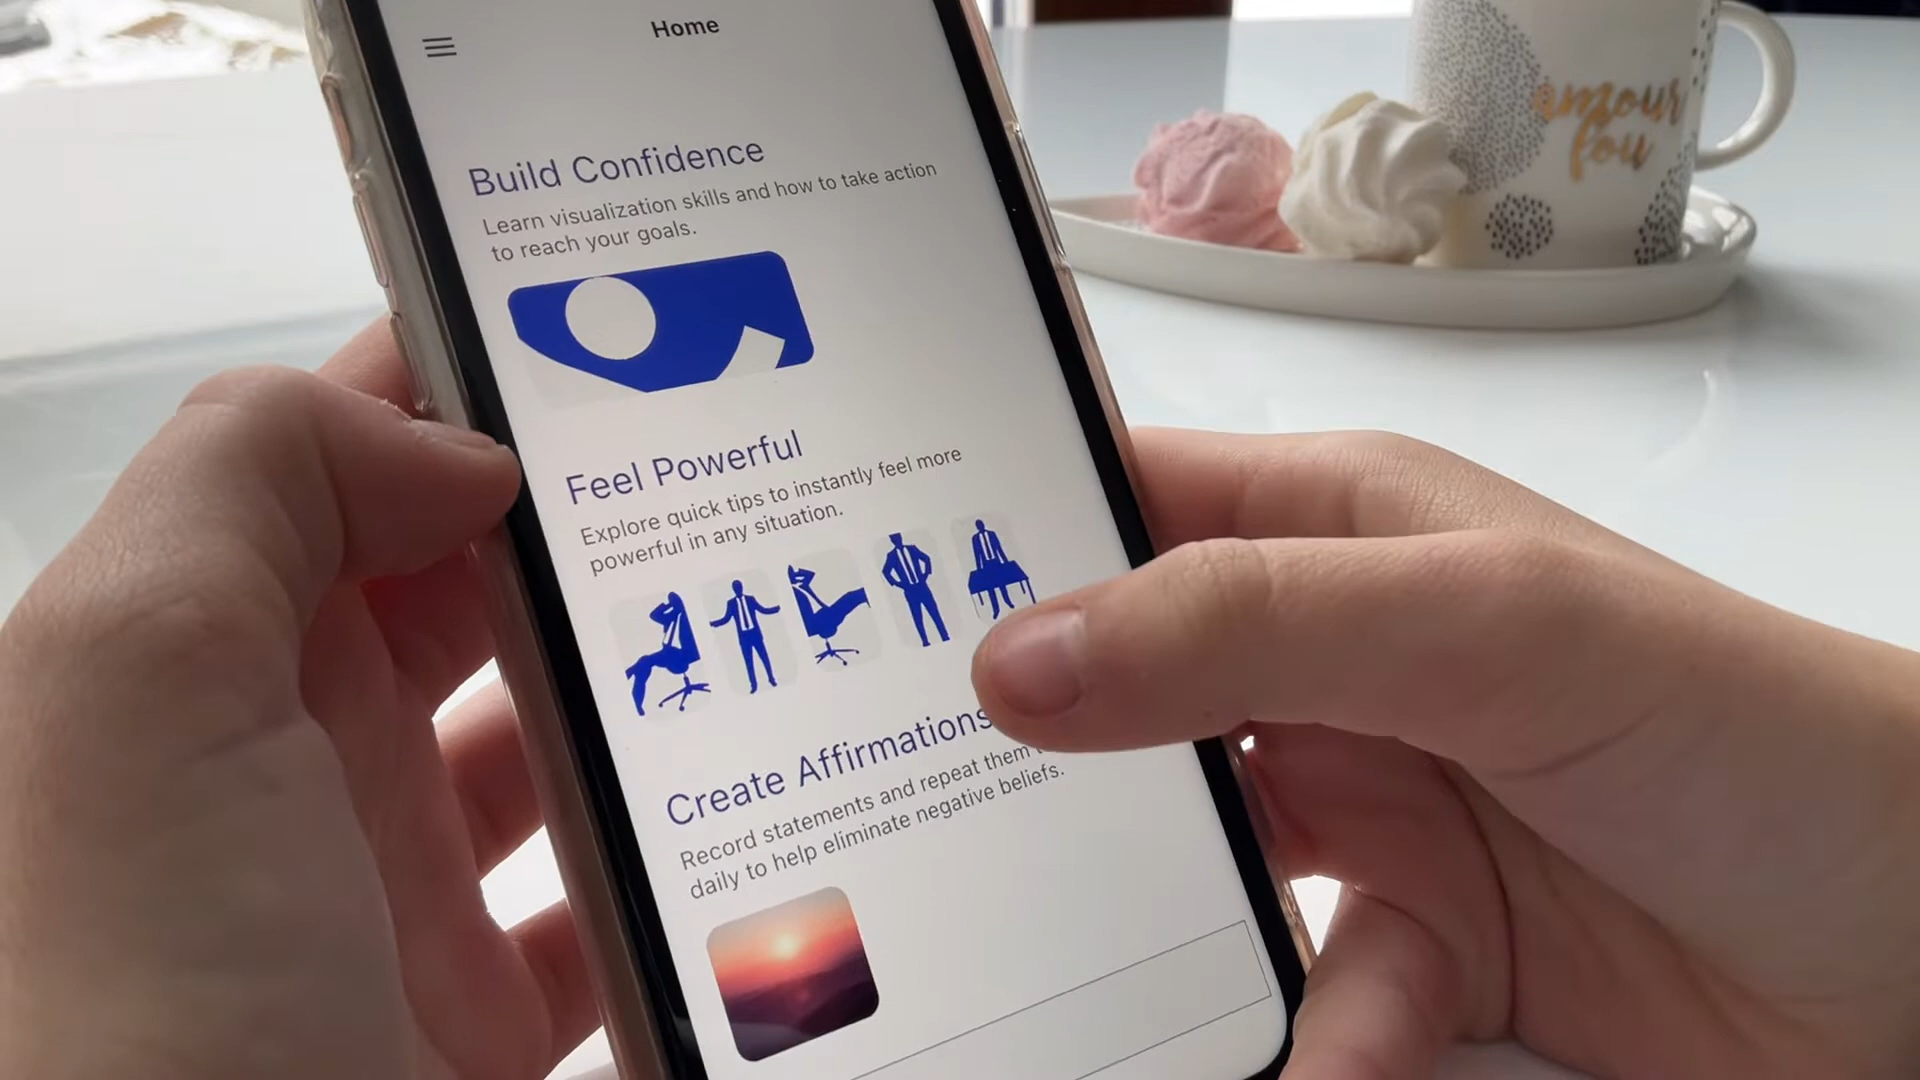 Home
Build Confidence
Learn visualization skills and how to take action
to reach your goals.
Feel Powerful
Explore quick tips to instantly feel more
powerful in any situation.
Create Affirmations
Record statements and repeat them
daily to help eliminate negative beliefs.
amour
fou